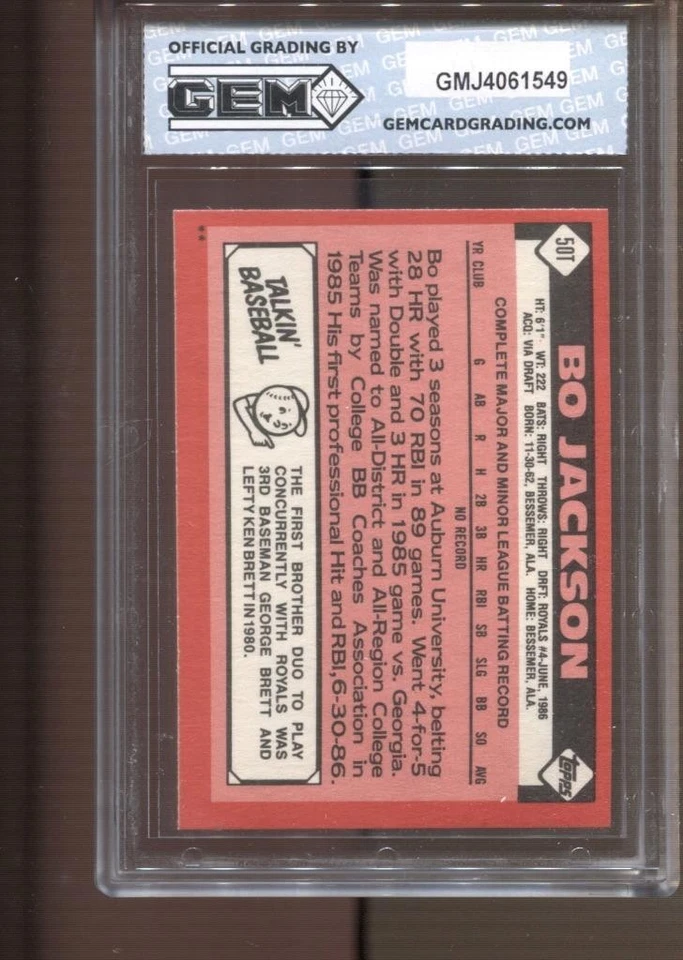 OFFICIAL GRADING BY
GEM
GMJ4061549
GEMCARDGRADING.COM
50T
BO JACKSON
TOPPS
HT: 6'1" WT: 222 BATS: RIGHT THROWS: RIGHT DRFT: ROYALS #4-JUNE, 1986
ACQ: VIA DRAFT BORN: 11-30-62, BESSEMER, ALA. HOME: BESSEMER, ALA.
COMPLETE MAJOR AND MINOR LEAGUE BATTING RECORD
YR CLUB G AB R H 2B 3B HR RBI SB SLG BB SO AVG
NO RECORD
Bo played 3 seasons at Auburn University, belting
28 HR with 70 RBI in 89 games. Went 4-for-5
with Double and 3 HR in 1985 game vs. Georgia.
Was named to All-District and All-Region College
Teams by College BB Coaches Association in
1985 His first professional Hit and RBI, 6-30-86.
TALKIN'
BASEBALL
THE FIRST BROTHER DUO TO PLAY
CONCURRENTLY WITH ROYALS WAS
3RD BASEMAN GEORGE BRETT AND
LEFTY KEN BRETT IN 1980.
**